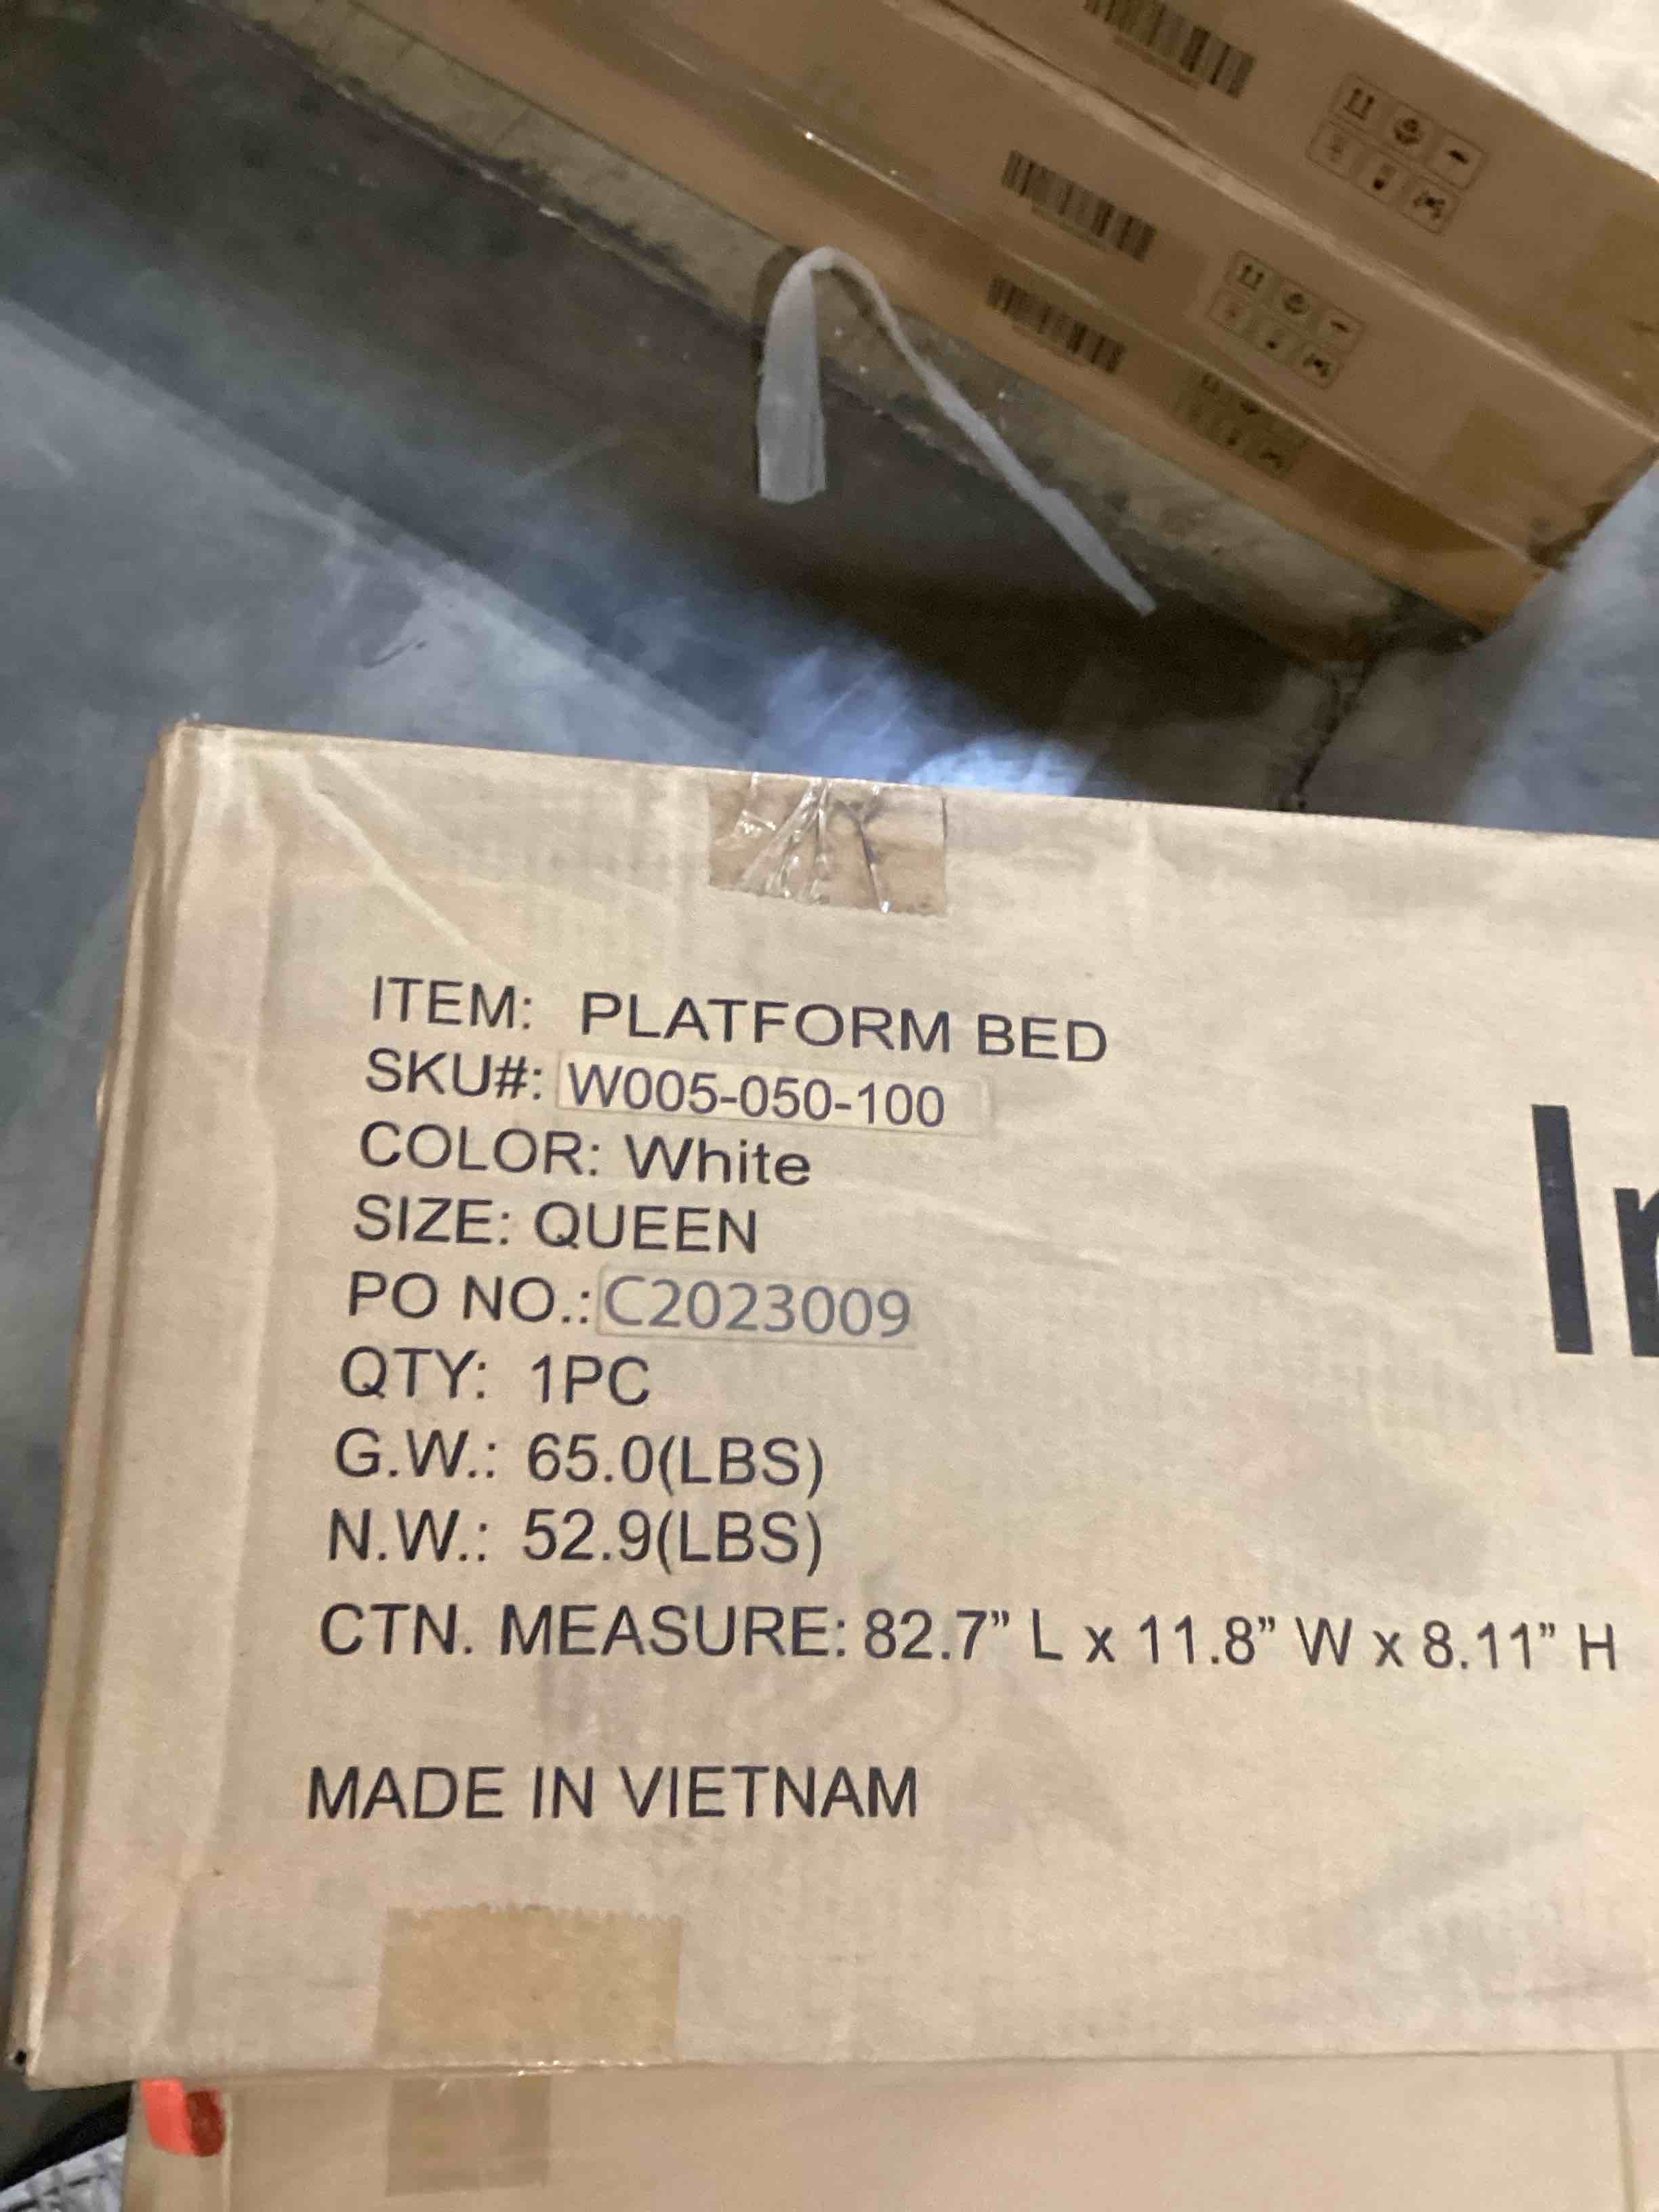 ITEM: PLATFORM BED
SKU#: W005-050-100
COLOR: White
SIZE: QUEEN
PO NO.: C2023009
QTY: 1PC
G.W.: 65.0(LBS)
N.W.: 52.9(LBS)
CTN. MEASURE: 82.7” L x 11.8” W x 8.11” H
MADE IN VIETNAM